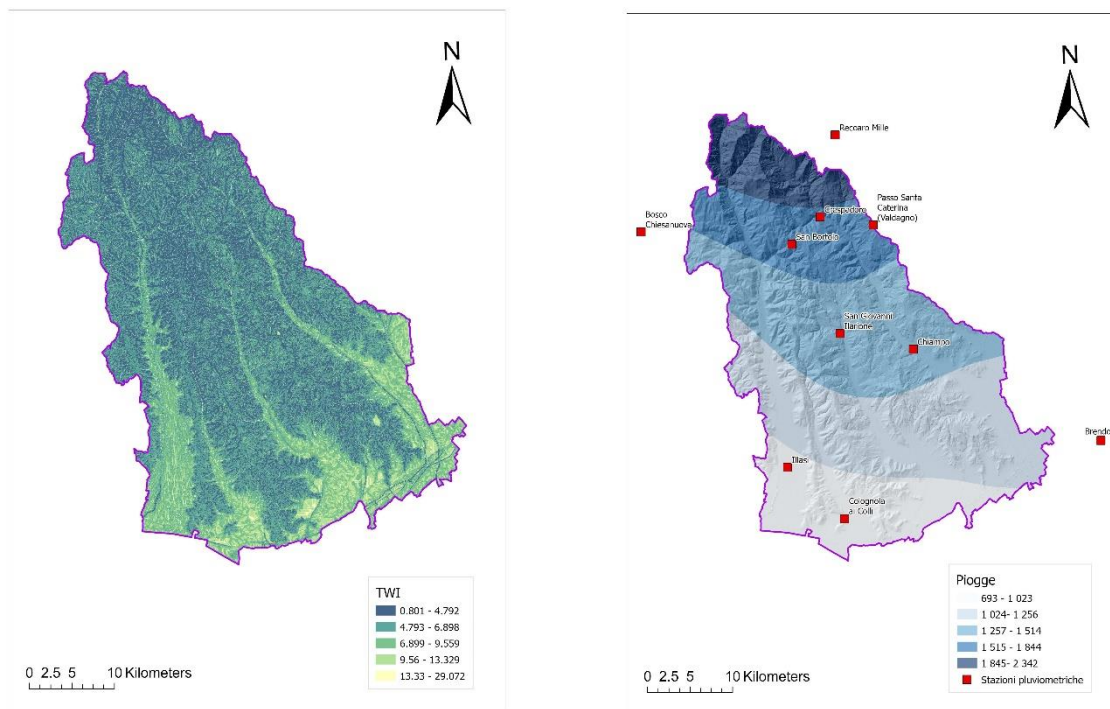 N
TWI
0.801 - 4.792
4.793 - 6.898
6.899 - 9.559
9.56 - 13.329
13.33 - 29.072
0 2.5 5 10 Kilometers
N
Recoaro Mille
Passo Santa
Caterina
(Valdagno)
Crespadoro
Bosco
Chiesanuova
San Bortolo
San Giovanni
Ilarione
Chiampo
Brendo
Illasi
Colognola
ai Colli
Piogge
693 - 1 023
1 024- 1 256
1 257 - 1 514
1 515 - 1 844
1 845- 2 342
Stazioni pluviometriche
0 2.5 5 10 Kilometers